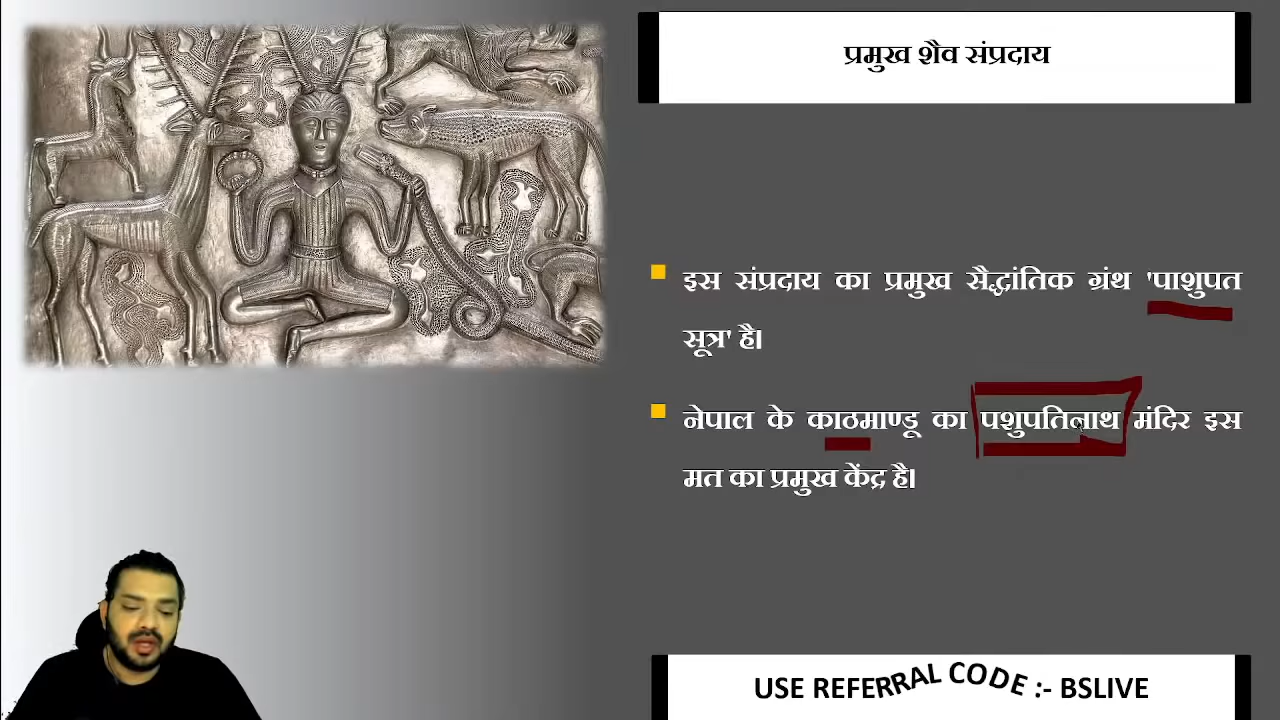 प्रमुख शैव संप्रदाय
इस संप्रदाय का प्रमुख सैद्धांतिक ग्रंथ 'पाशुपत
सूत्र' है।
नेपाल के काठमाण्डू का पशुपतिनाथ मंदिर इस
मत का प्रमुख केंद्र है।
USE REFERRAL CODE :- BSLIVE